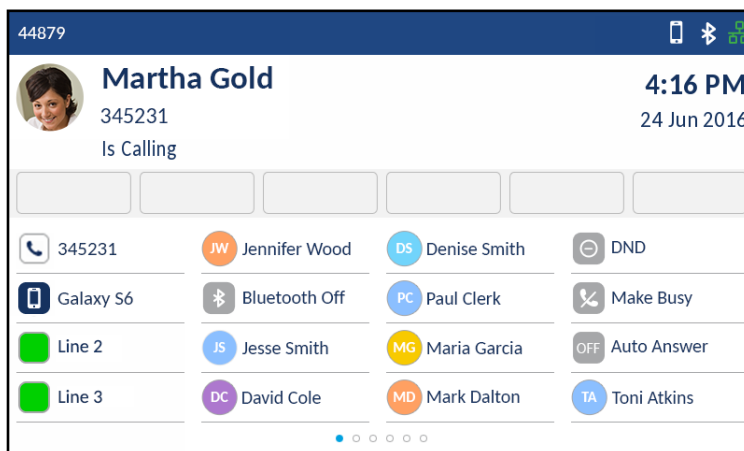 44879
Martha Gold
345231
Is Calling
4:16 PM
24 Jun 2016
345231
JW Jennifer Wood
DS Denise Smith
DND
Galaxy S6
Bluetooth Off
PC Paul Clerk
Make Busy
Line 2
JS Jesse Smith
MG Maria Garcia
OFF Auto Answer
Line 3
DC David Cole
MD Mark Dalton
TA Toni Atkins